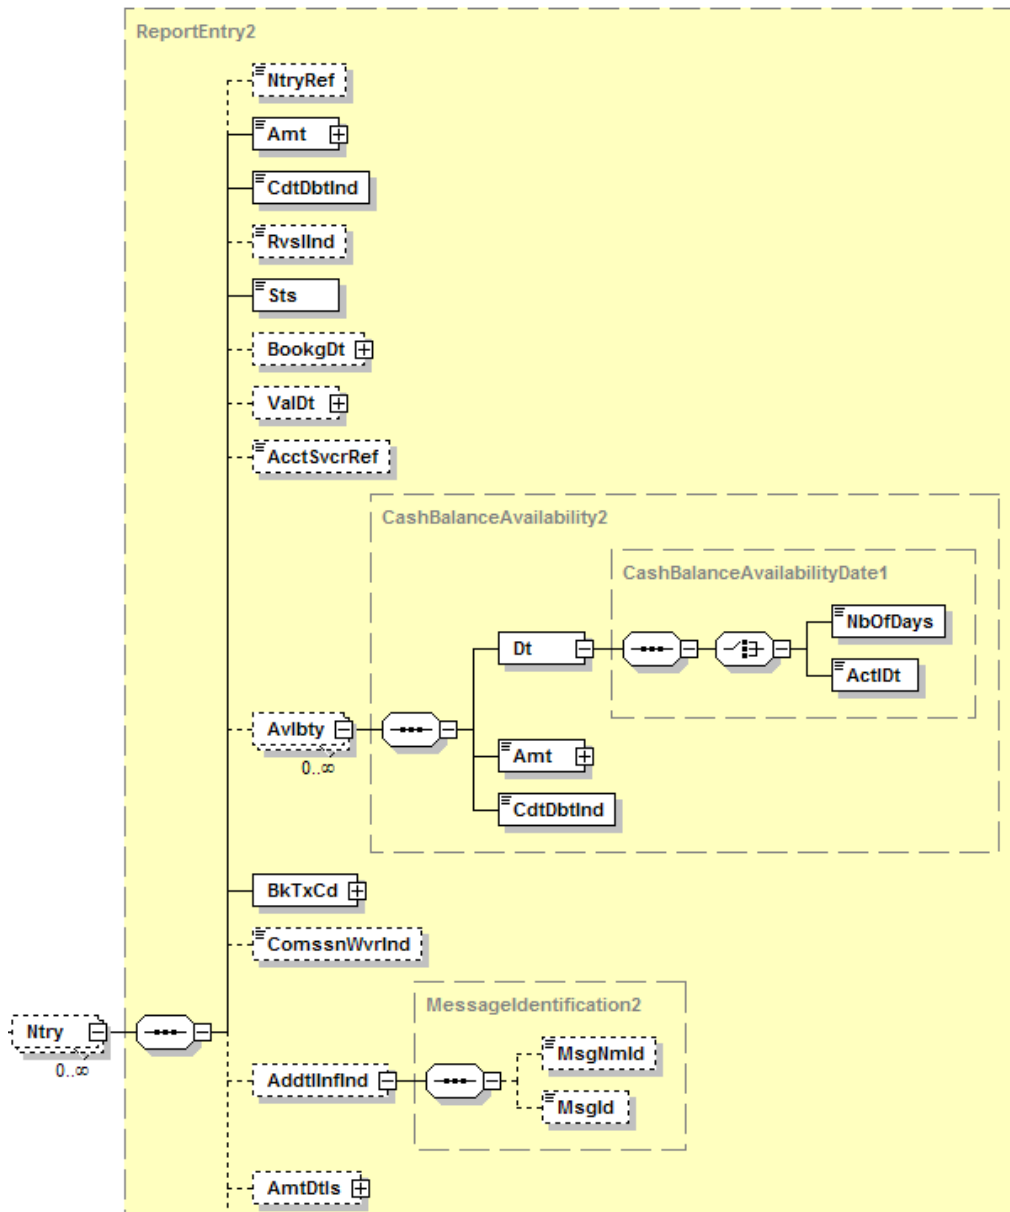 ReportEntry2
NtryRef
Amt
CdtDbtInd
RvslInd
Sts
BookgDt
ValDt
AcctSvcrRef
CashBalanceAvailability2
CashBalanceAvailabilityDate1
NbOfDays
Dt
ActlDt
Avlbty
0..∞
Amt
CdtDbtInd
BkTxCd
ComssnWvrInd
MessageIdentification2
Ntry
0..∞
MsgNmId
AddtlInfInd
MsgId
AmtDtls